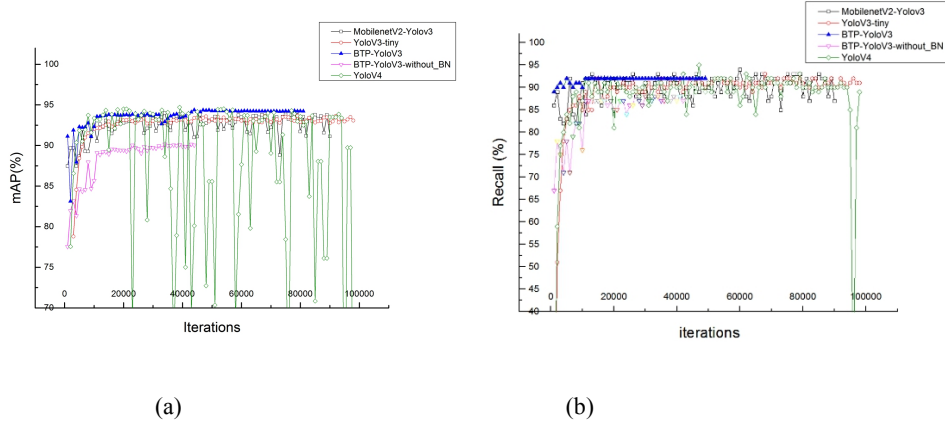 MobilenetV2-Yolov3
YoloV3-tiny
BTP-YoloV3
BTP-YoloV3-without_BN
YoloV4
100
95
90
85
80
75
70
mAP(%)
0 20000 40000 60000 80000 100000
Iterations
(a)
MobilenetV2-Yolov3
YoloV3-tiny
BTP-YoloV3
BTP-YoloV3-without_BN
YoloV4
95
90
85
80
75
70
65
60
55
50
45
40
Recall (%)
0 20000 40000 60000 80000 100000
iterations
(b)